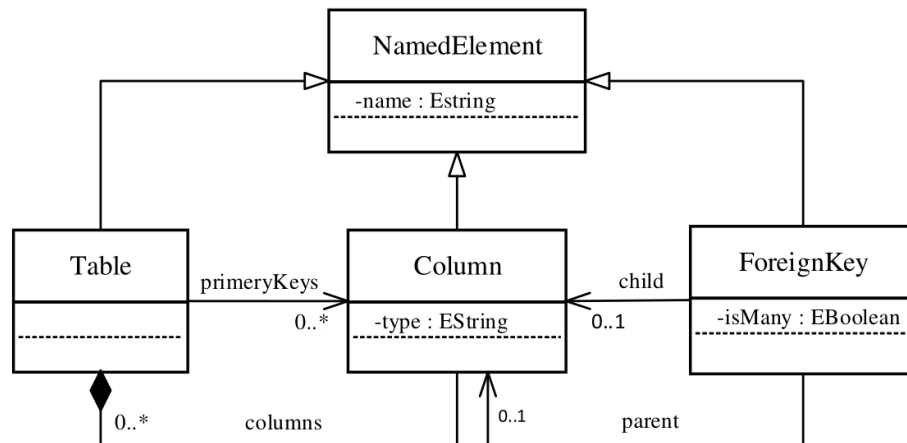 NamedElement
-name : Estring
Table
primeryKeys
0..*
Column
-type : EString
child
0..1
ForeignKey
-isMany : EBoolean
0..*
columns
0..1
parent